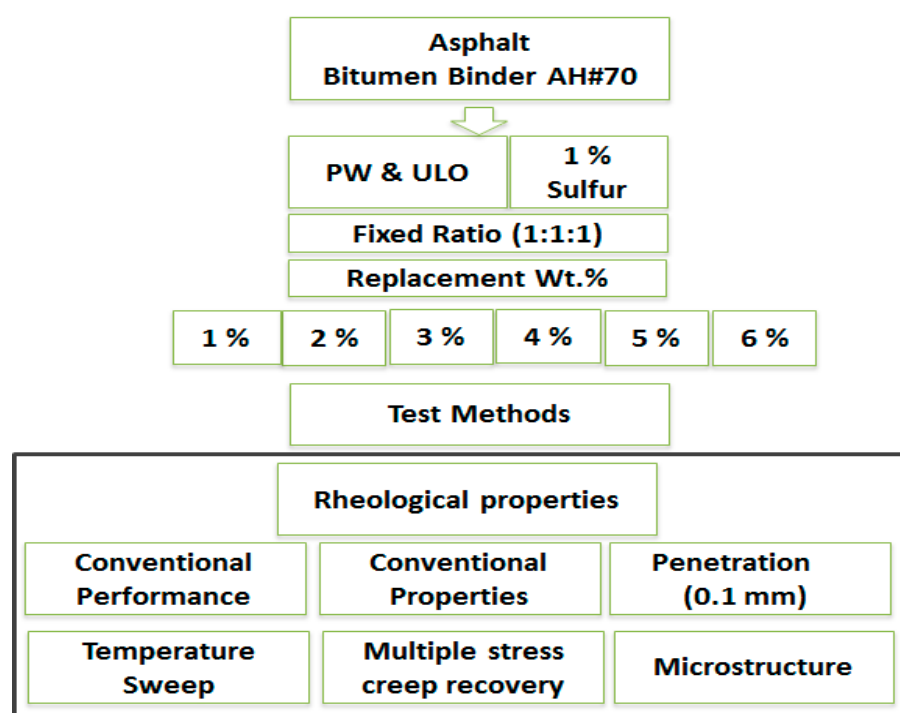 Asphalt
Bitumen Binder AH#70
PW & ULO
1 %
Sulfur
Fixed Ratio (1:1:1)
Replacement Wt.%
1 %
2 %
3 %
4 %
5 %
6 %
Test Methods
Rheological properties
Conventional
Performance
Conventional
Properties
Penetration
(0.1 mm)
Temperature
Sweep
Multiple stress
creep recovery
Microstructure